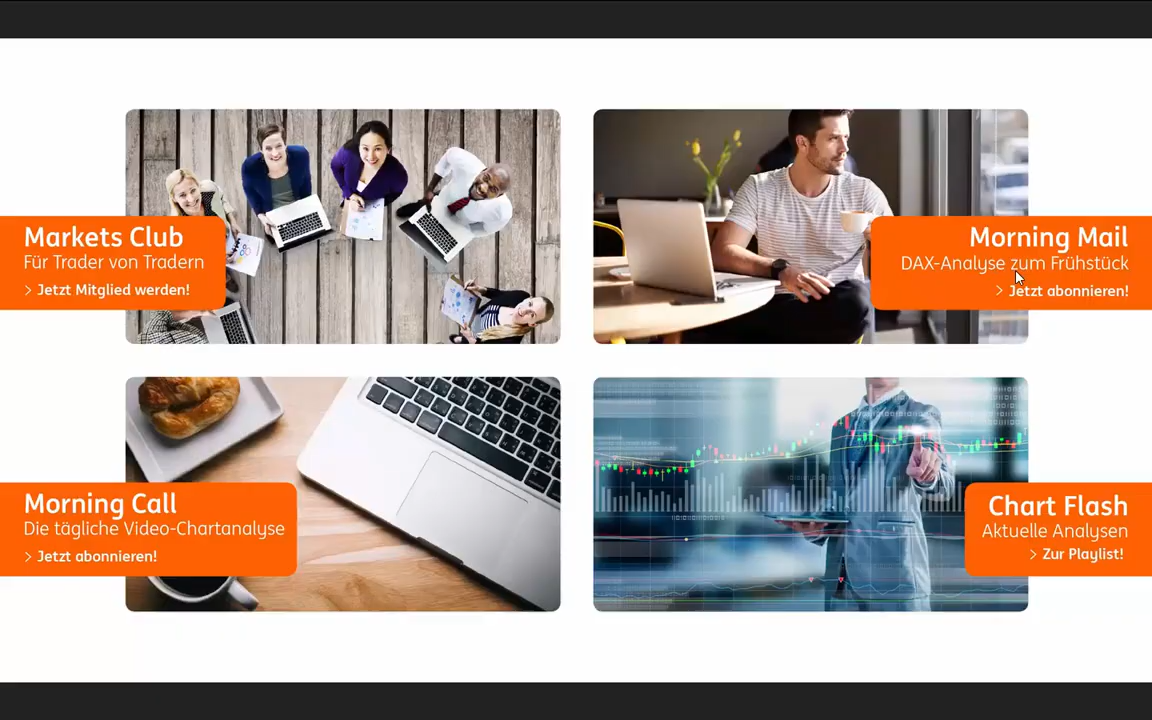 Markets Club
Für Trader von Tradern
> Jetzt Mitglied werden!
Morning Mail
DAX-Analyse zum Frühstück
> Jetzt abonnieren!
Morning Call
Die tägliche Video-Chartanalyse
> Jetzt abonnieren!
Chart Flash
Aktuelle Analysen
> Zur Playlist!